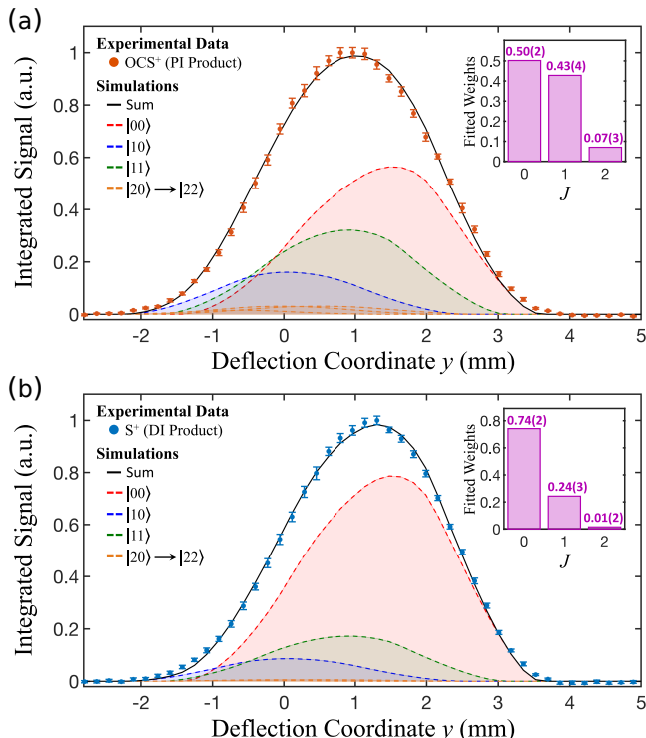 (a)
Experimental Data
OCS⁺ (PI Product)
Simulations
Sum
|00⟩
|10⟩
|11⟩
|20⟩ → |22⟩
Integrated Signal (a.u.)
1
0.8
0.6
0.4
0.2
0
-2 -1 0 1 2 3 4 5
Deflection Coordinate y (mm)
Fitted Weights
0.5
0.4
0.3
0.2
0.1
0
0.50(2)
0.43(4)
0.07(3)
0 1 2
J
(b)
Experimental Data
S⁺ (DI Product)
Simulations
Sum
|00⟩
|10⟩
|11⟩
|20⟩ → |22⟩
Integrated Signal (a.u.)
1
0.8
0.6
0.4
0.2
0
-2 -1 0 1 2 3 4 5
Deflection Coordinate y (mm)
Fitted Weights
0.8
0.6
0.4
0.2
0
0.74(2)
0.24(3)
0.01(2)
0 1 2
J